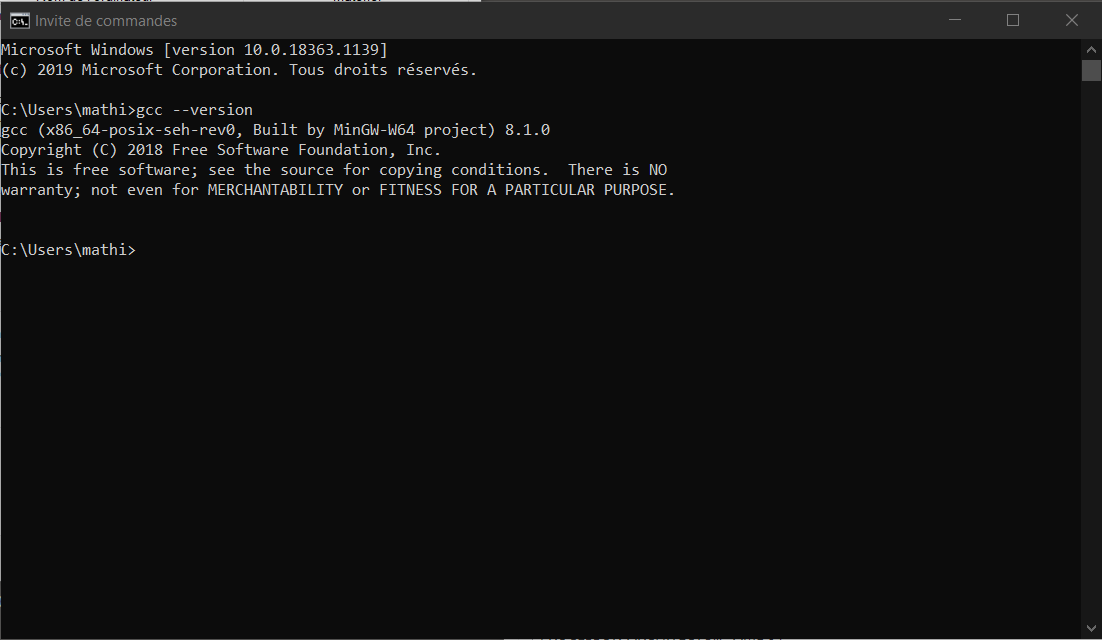 Invite de commandes
Microsoft Windows [version 10.0.18363.1139]
(c) 2019 Microsoft Corporation. Tous droits réservés.
C:\Users\mathi>gcc --version
gcc (x86_64-posix-seh-rev0, Built by MinGW-W64 project) 8.1.0
Copyright (C) 2018 Free Software Foundation, Inc.
This is free software; see the source for copying conditions.  There is NO
warranty; not even for MERCHANTABILITY or FITNESS FOR A PARTICULAR PURPOSE.
C:\Users\mathi>